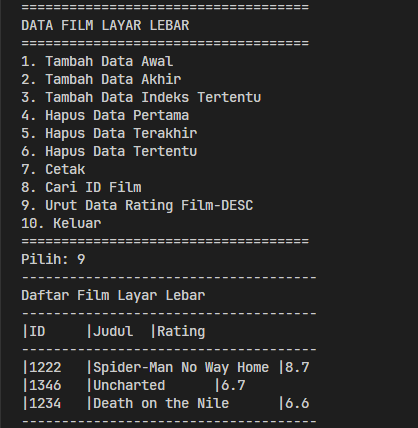 ====================================
DATA FILM LAYAR LEBAR
====================================
1. Tambah Data Awal
2. Tambah Data Akhir
3. Tambah Data Indeks Tertentu
4. Hapus Data Pertama
5. Hapus Data Terakhir
6. Hapus Data Tertentu
7. Cetak
8. Cari ID Film
9. Urut Data Rating Film-DESC
10. Keluar
====================================
Pilih: 9
-------------------------------------
Daftar Film Layar Lebar
-------------------------------------
|ID     |Judul  |Rating
-------------------------------------
|1222   |Spider-Man No Way Home |8.7
|1346   |Uncharted      |6.7
|1234   |Death on the Nile      |6.6
-------------------------------------